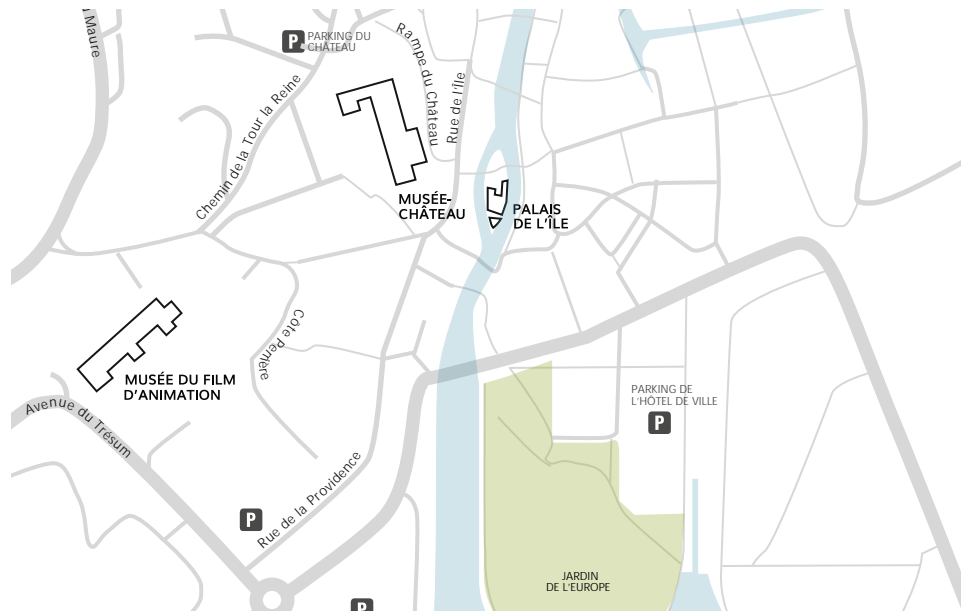 u Maure
P
PARKING DU
CHÂTEAU
Rampe du Château
Rue de l'Île
Chemin de la Tour la Reine
MUSÉE-
CHÂTEAU
PALAIS
DE L'ÎLE
Côte Perrière
MUSÉE DU FILM
D'ANIMATION
PARKING DE
L'HÔTEL DE VILLE
P
Avenue du Trésum
P
Rue de la Providence
JARDIN
DE L'EUROPE
P